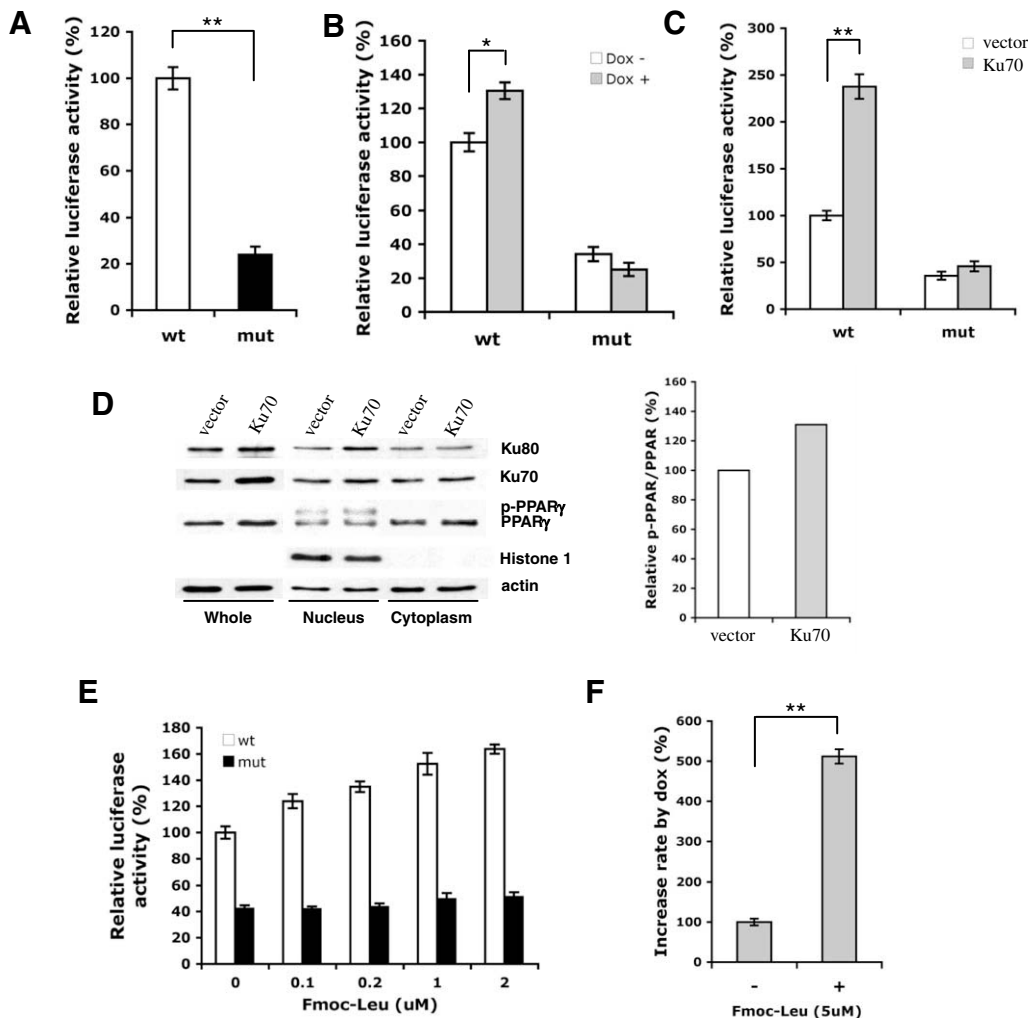 A
Relative luciferase activity (%)
120
100
80
60
40
20
0
**
wt
mut
B
Relative luciferase activity (%)
160
140
120
100
80
60
40
20
0
*
Dox -
Dox +
wt
mut
C
Relative luciferase activity (%)
300
250
200
150
100
50
0
**
vector
Ku70
wt
mut
D
vector
Ku70
vector
Ku70
vector
Ku70
Ku80
Ku70
p-PPARγ
PPARγ
Histone 1
actin
Whole
Nucleus
Cytoplasm
Relative p-PPAR/PPAR (%)
160
140
120
100
80
60
40
20
0
vector
Ku70
E
Relative luciferase
activity (%)
180
160
140
120
100
80
60
40
20
0
wt
mut
0
0.1
0.2
1
2
Fmoc-Leu (uM)
F
Increase rate by dox (%)
600
500
400
300
200
100
0
**
-
+
Fmoc-Leu (5uM)